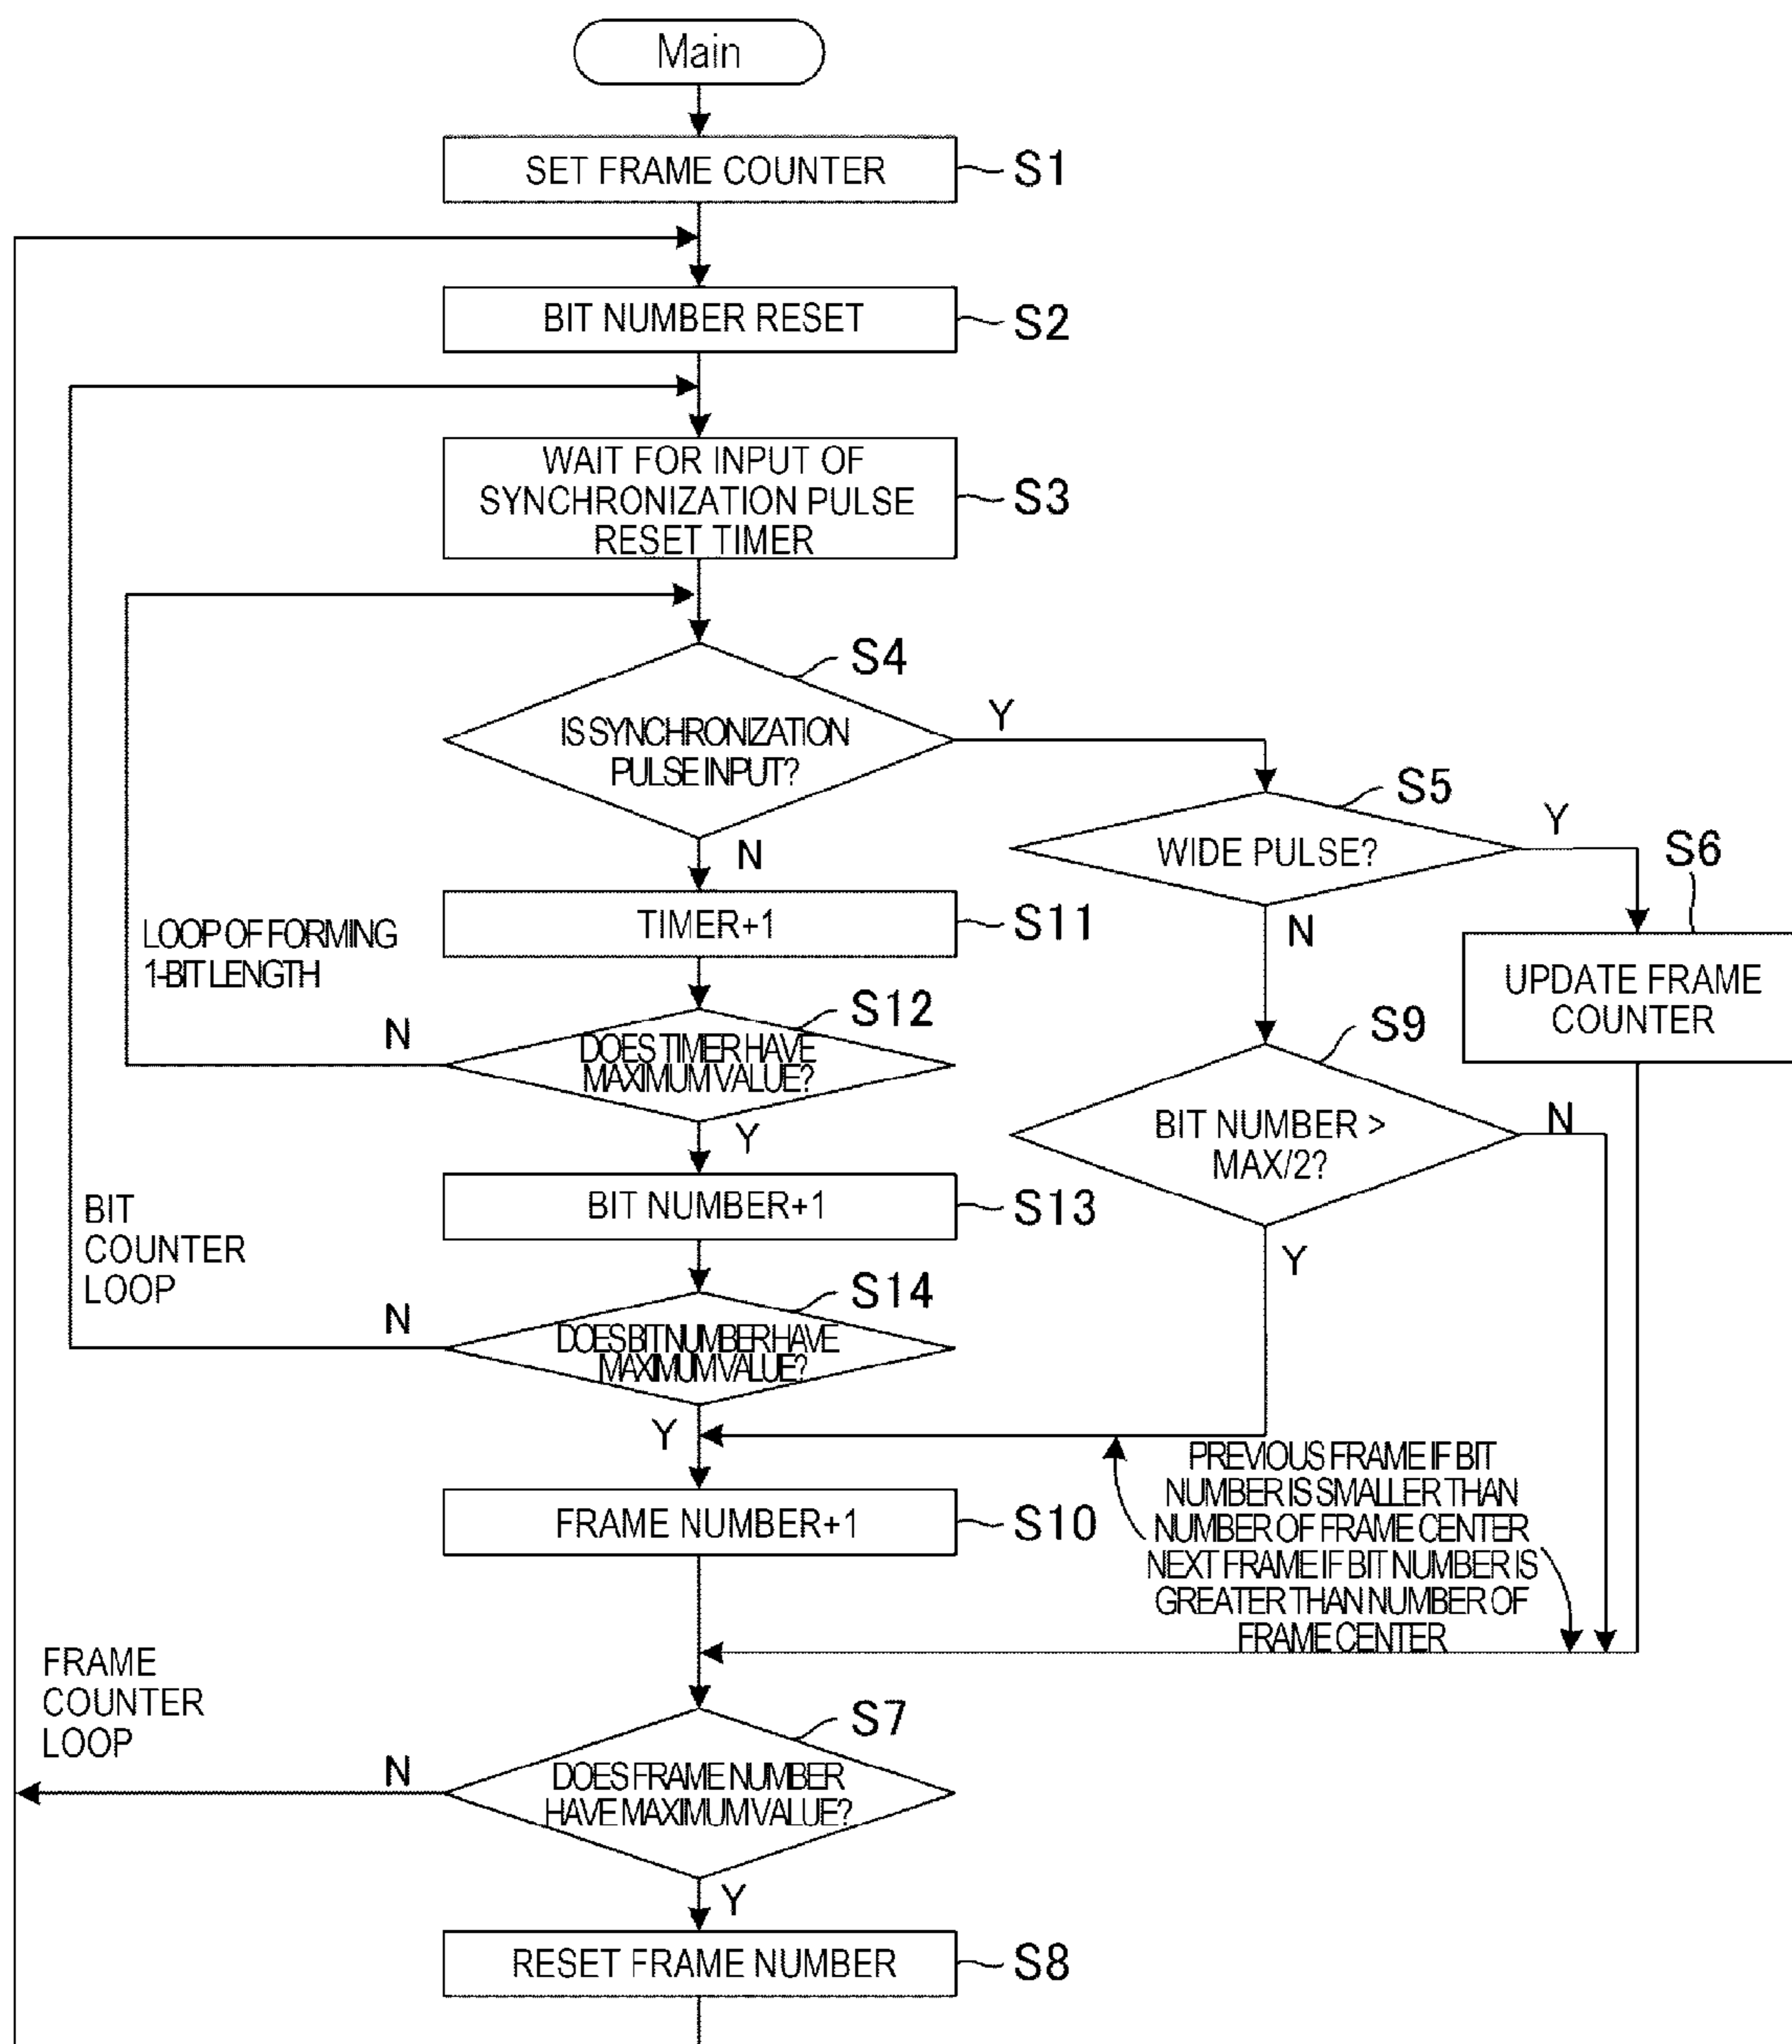 Main
SET FRAME COUNTER
S1
BIT NUMBER RESET
S2
WAIT FOR INPUT OF
SYNCHRONIZATION PULSE
RESET TIMER
S3
S4
IS SYNCHRONIZATION
PULSE INPUT?
Y
N
S5
WIDE PULSE?
Y
N
S6
UPDATE FRAME
COUNTER
TIMER+1
S11
LOOP OF FORMING
1-BIT LENGTH
S12
DOES TIMER HAVE
MAXIMUM VALUE?
N
Y
S9
BIT NUMBER >
MAX/2?
N
Y
BIT NUMBER+1
S13
BIT
COUNTER
LOOP
S14
DOES BIT NUMBER HAVE
MAXIMUM VALUE?
N
Y
PREVIOUS FRAME IF BIT
NUMBER IS SMALLER THAN
NUMBER OF FRAME CENTER
NEXT FRAME IF BIT NUMBER IS
GREATER THAN NUMBER OF
FRAME CENTER
FRAME NUMBER+1
S10
FRAME
COUNTER
LOOP
S7
DOES FRAME NUMBER
HAVE MAXIMUM VALUE?
N
Y
RESET FRAME NUMBER
S8